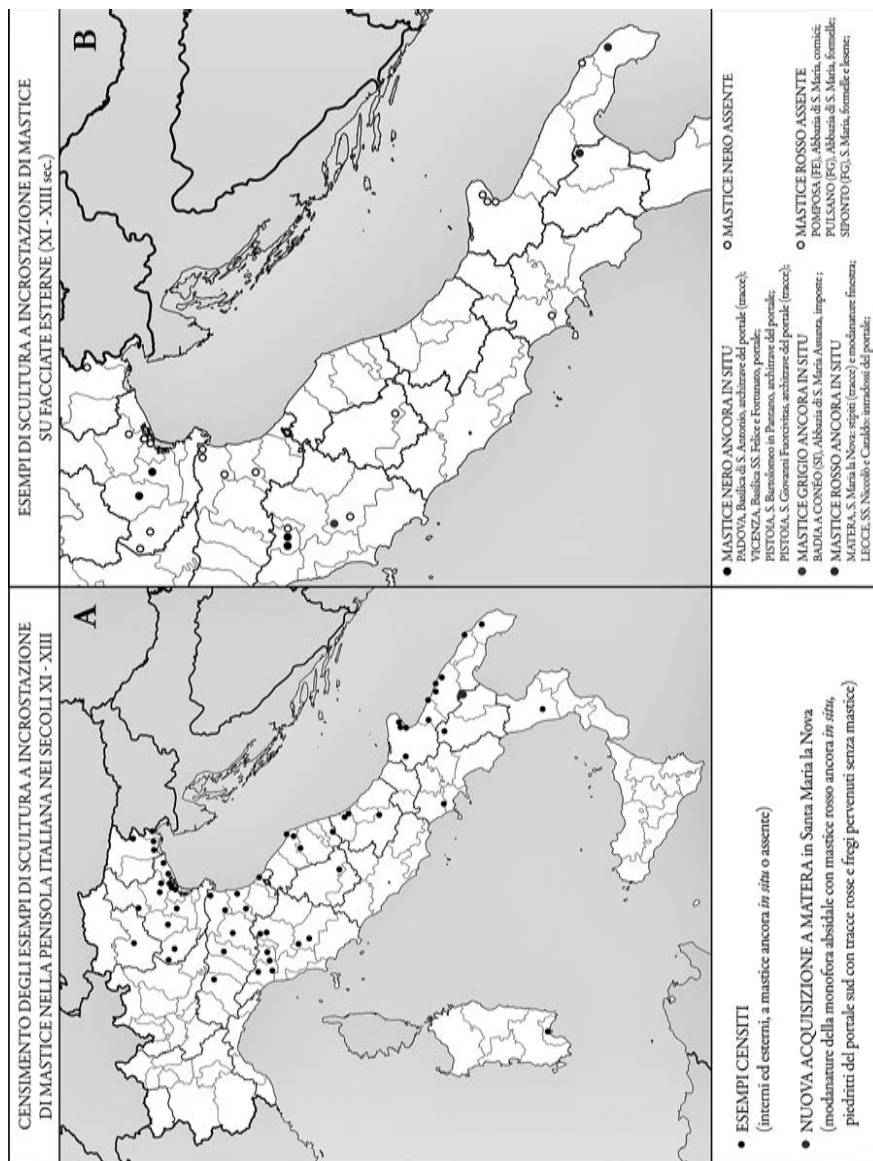 CENSIMENTO DEGLI ESEMPI DI SCULTURA A INCROSTAZIONE
DI MASTICE NELLA PENISOLA ITALIANA NEI SECOLI XI - XIII
A
● ESEMPI CENSITI
(interni ed esterni, a mastice ancora in situ o assente)
● NUOVA ACQUISIZIONE A MATERA in Santa Maria la Nova
(modanature della monofora absidale con mastice rosso ancora in situ,
piedritti del portale sud con tracce rosse e fregi pervenuti senza mastice)
ESEMPI DI SCULTURA A INCROSTAZIONE DI MASTICE
SU FACCIATE ESTERNE (XI - XIII sec.)
B
● MASTICE NERO ANCORA IN SITU
PADOVA, Basilica di S. Antonio, architrave del portale (tracce);
VICENZA, Basilica SS. Felice e Fortunato, portale;
PISTOIA, S. Bartolomeo in Pantano, architrave del portale;
PISTOIA, S. Giovanni Fuorcivitas, architrave del portale (tracce);
● MASTICE GRIGIO ANCORA IN SITU
BADIA A CONÈO (SI), Abbazia di S. Maria Assunta, imposte ;
● MASTICE ROSSO ANCORA IN SITU
MATERA, S. Maria la Nova: stipiti (tracce) e modanature finestra;
LECCE, SS. Niccolò e Cataldo: intradossi del portale;
○ MASTICE NERO ASSENTE
○ MASTICE ROSSO ASSENTE
POMPOSA (FE), Abbazia di S. Maria, cornici;
PULSANO (FG), Abbazia di S. Maria, formelle;
SIPONTO (FG), S. Maria, formelle e lesene;